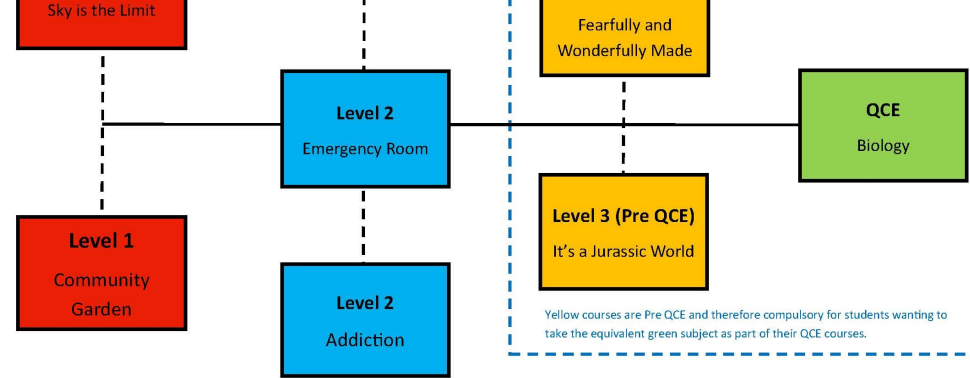 Sky is the Limit
Fearfully and
Wonderfully Made
Level 2
Emergency Room
QCE
Biology
Level 1
Community
Garden
Level 3 (Pre QCE)
It's a Jurassic World
Level 2
Addiction
Yellow courses are Pre QCE and therefore compulsory for students wanting to
take the equivalent green subject as part of their QCE courses.